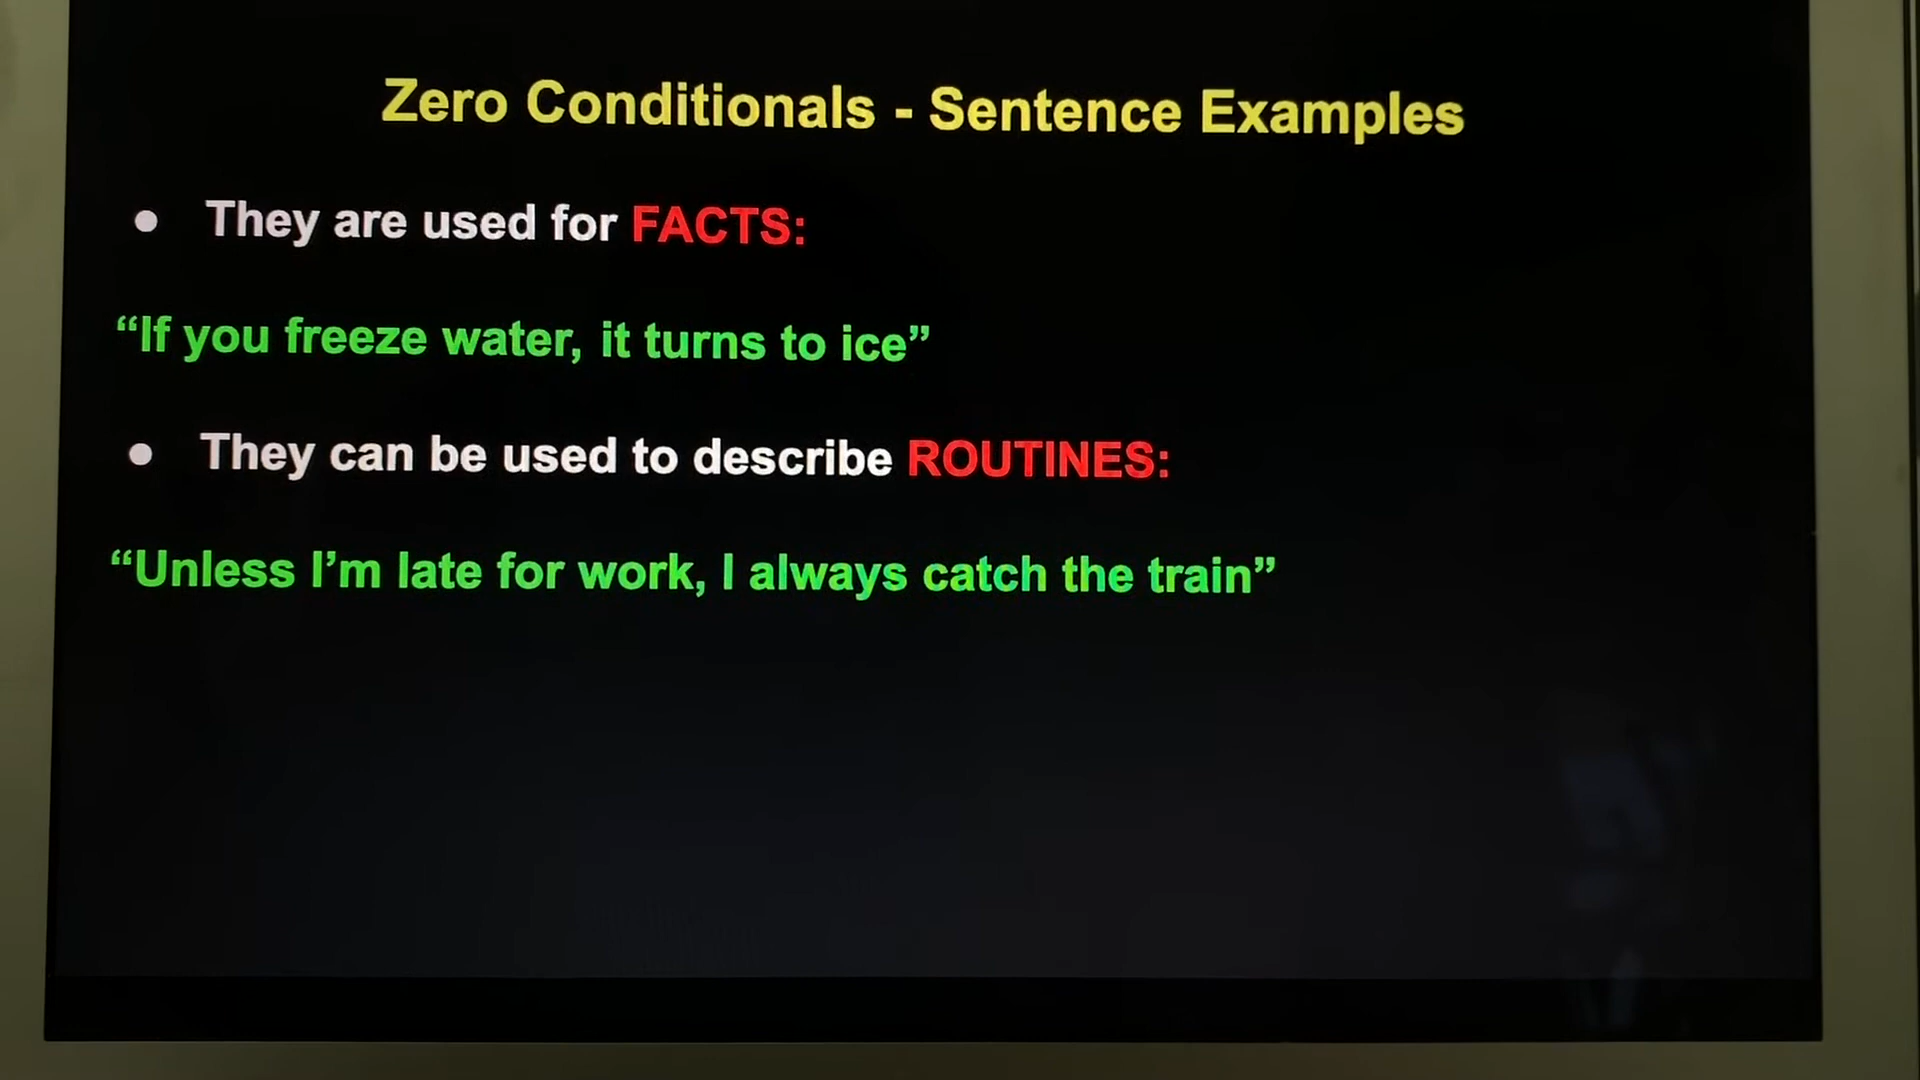 Zero Conditionals - Sentence Examples
● They are used for FACTS:
“If you freeze water, it turns to ice”
● They can be used to describe ROUTINES:
“Unless I’m late for work, I always catch the train”